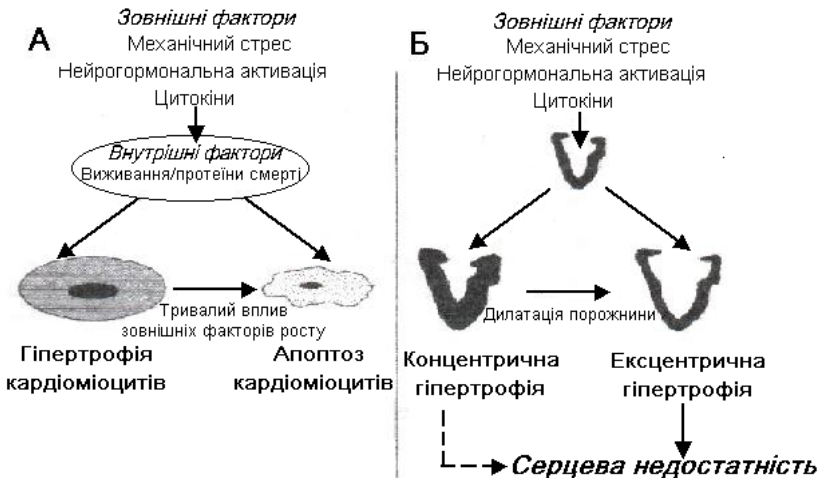 А
Зовнішні фактори
Механічний стрес
Нейрогормональна активація
Цитокіни
Внутрішні фактори
Виживання/протеїни смерті
Тривалий вплив
зовнішніх факторів росту
Гіпертрофія
кардіоміоцитів
Апоптоз
кардіоміоцитів
Б
Зовнішні фактори
Механічний стрес
Нейрогормональна активація
Цитокіни
Дилатація порожнини
Концентрична
гіпертрофія
Ексцентрична
гіпертрофія
Серцева недостатність